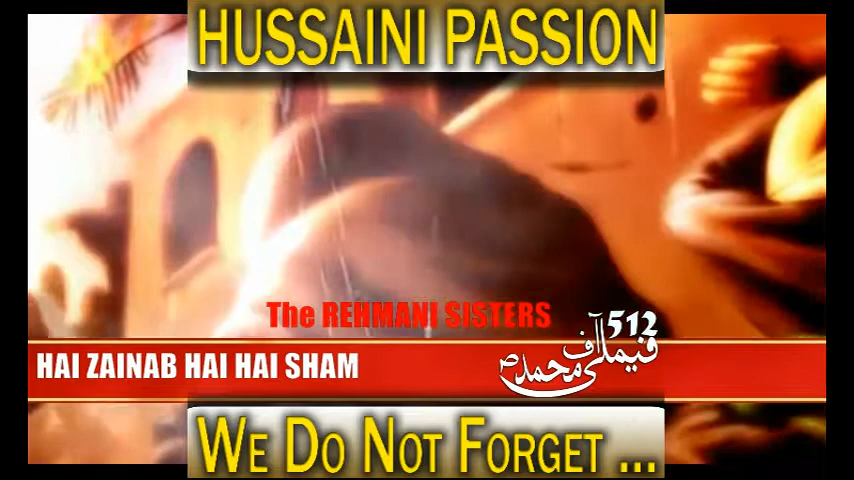 HUSSAINI PASSION
The REHMANI SISTERS
512
فیملی آف محمدؐ
HAI ZAINAB HAI HAI SHAM
WE DO NOT FORGET ...